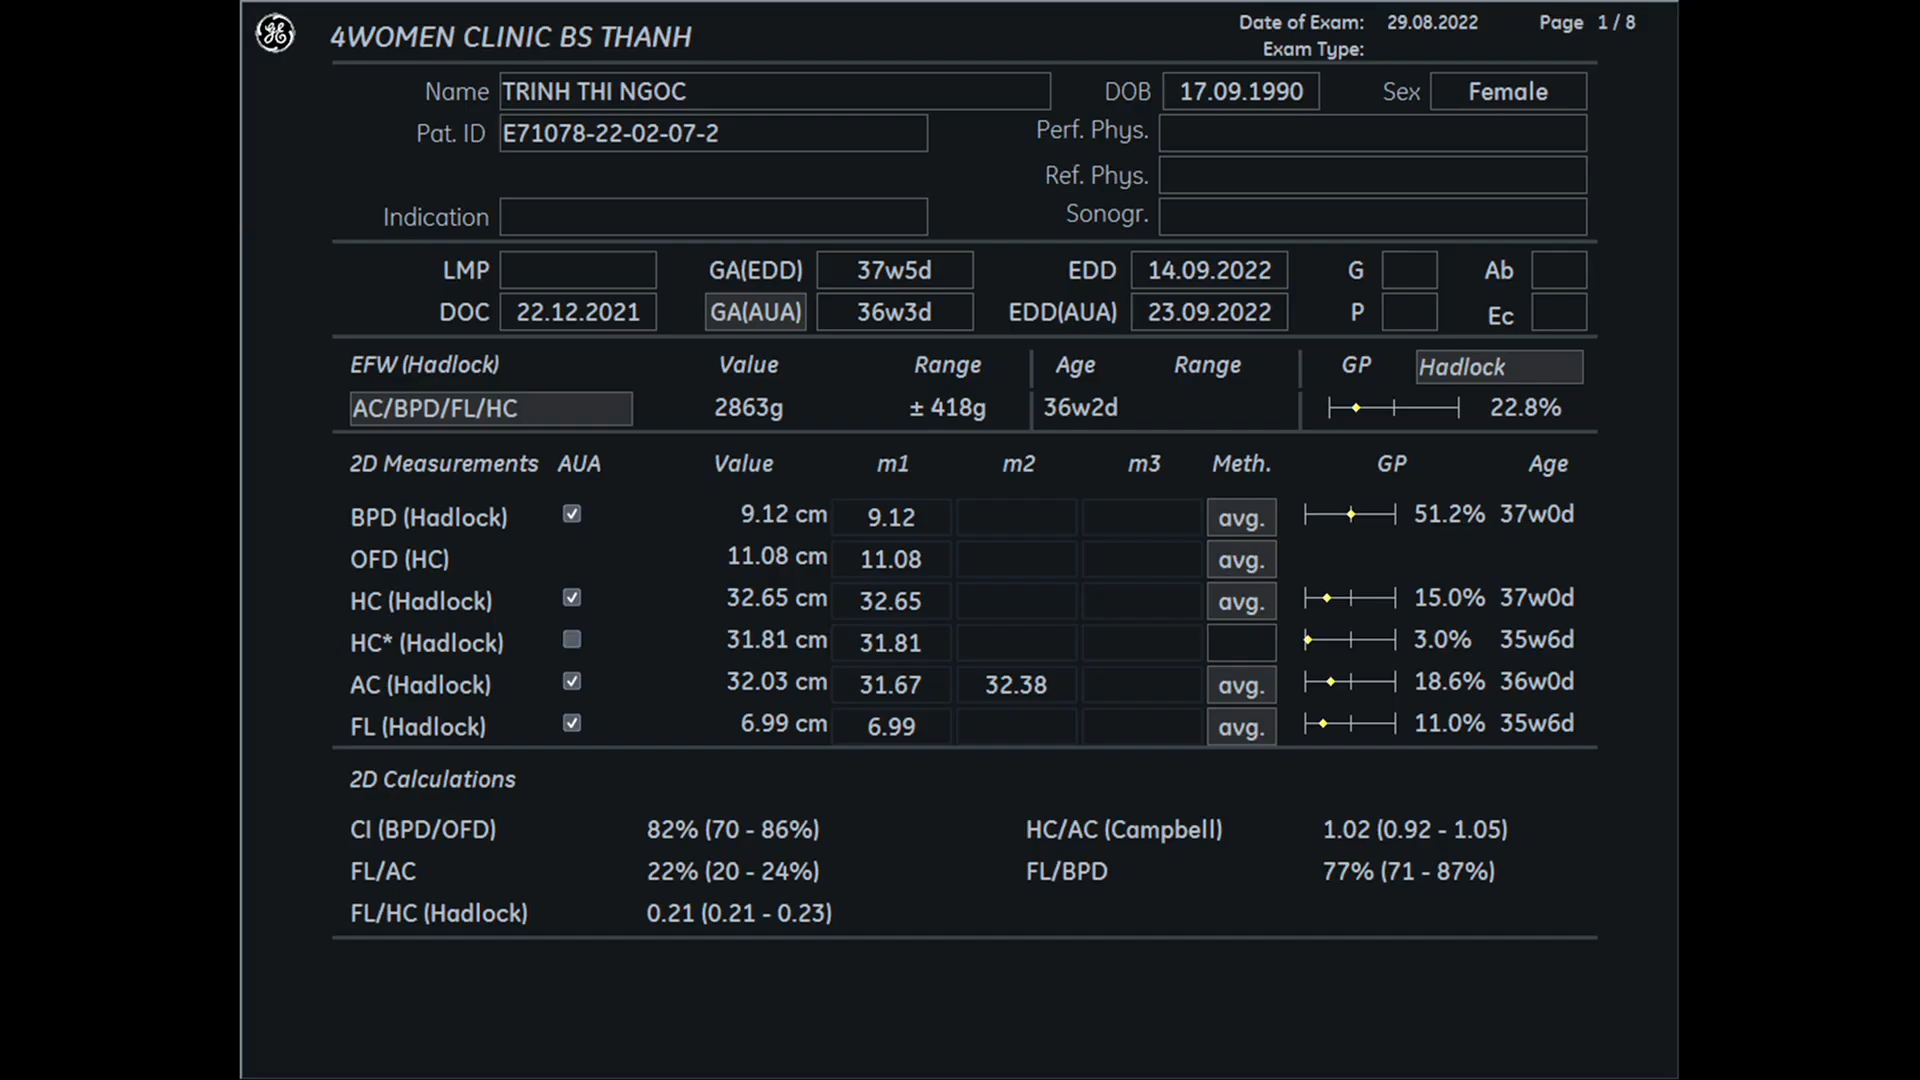 4WOMEN CLINIC BS THANH Date of Exam: 29.08.2022 Page 1 / 8
Exam Type:
Name TRINH THI NGOC DOB 17.09.1990 Sex Female
Pat. ID E71078-22-02-07-2 Perf. Phys.
Ref. Phys.
Indication Sonogr.
LMP GA(EDD) 37w5d EDD 14.09.2022 G Ab
DOC 22.12.2021 GA(AUA) 36w3d EDD(AUA) 23.09.2022 P Ec
EFW (Hadlock) Value Range Age Range GP Hadlock
AC/BPD/FL/HC 2863g ± 418g 36w2d 22.8%
2D Measurements AUA Value m1 m2 m3 Meth. GP Age
BPD (Hadlock) 9.12 cm 9.12 avg. 51.2% 37w0d
OFD (HC) 11.08 cm 11.08 avg.
HC (Hadlock) 32.65 cm 32.65 avg. 15.0% 37w0d
HC* (Hadlock) 31.81 cm 31.81 3.0% 35w6d
AC (Hadlock) 32.03 cm 31.67 32.38 avg. 18.6% 36w0d
FL (Hadlock) 6.99 cm 6.99 avg. 11.0% 35w6d
2D Calculations
CI (BPD/OFD) 82% (70 - 86%) HC/AC (Campbell) 1.02 (0.92 - 1.05)
FL/AC 22% (20 - 24%) FL/BPD 77% (71 - 87%)
FL/HC (Hadlock) 0.21 (0.21 - 0.23)